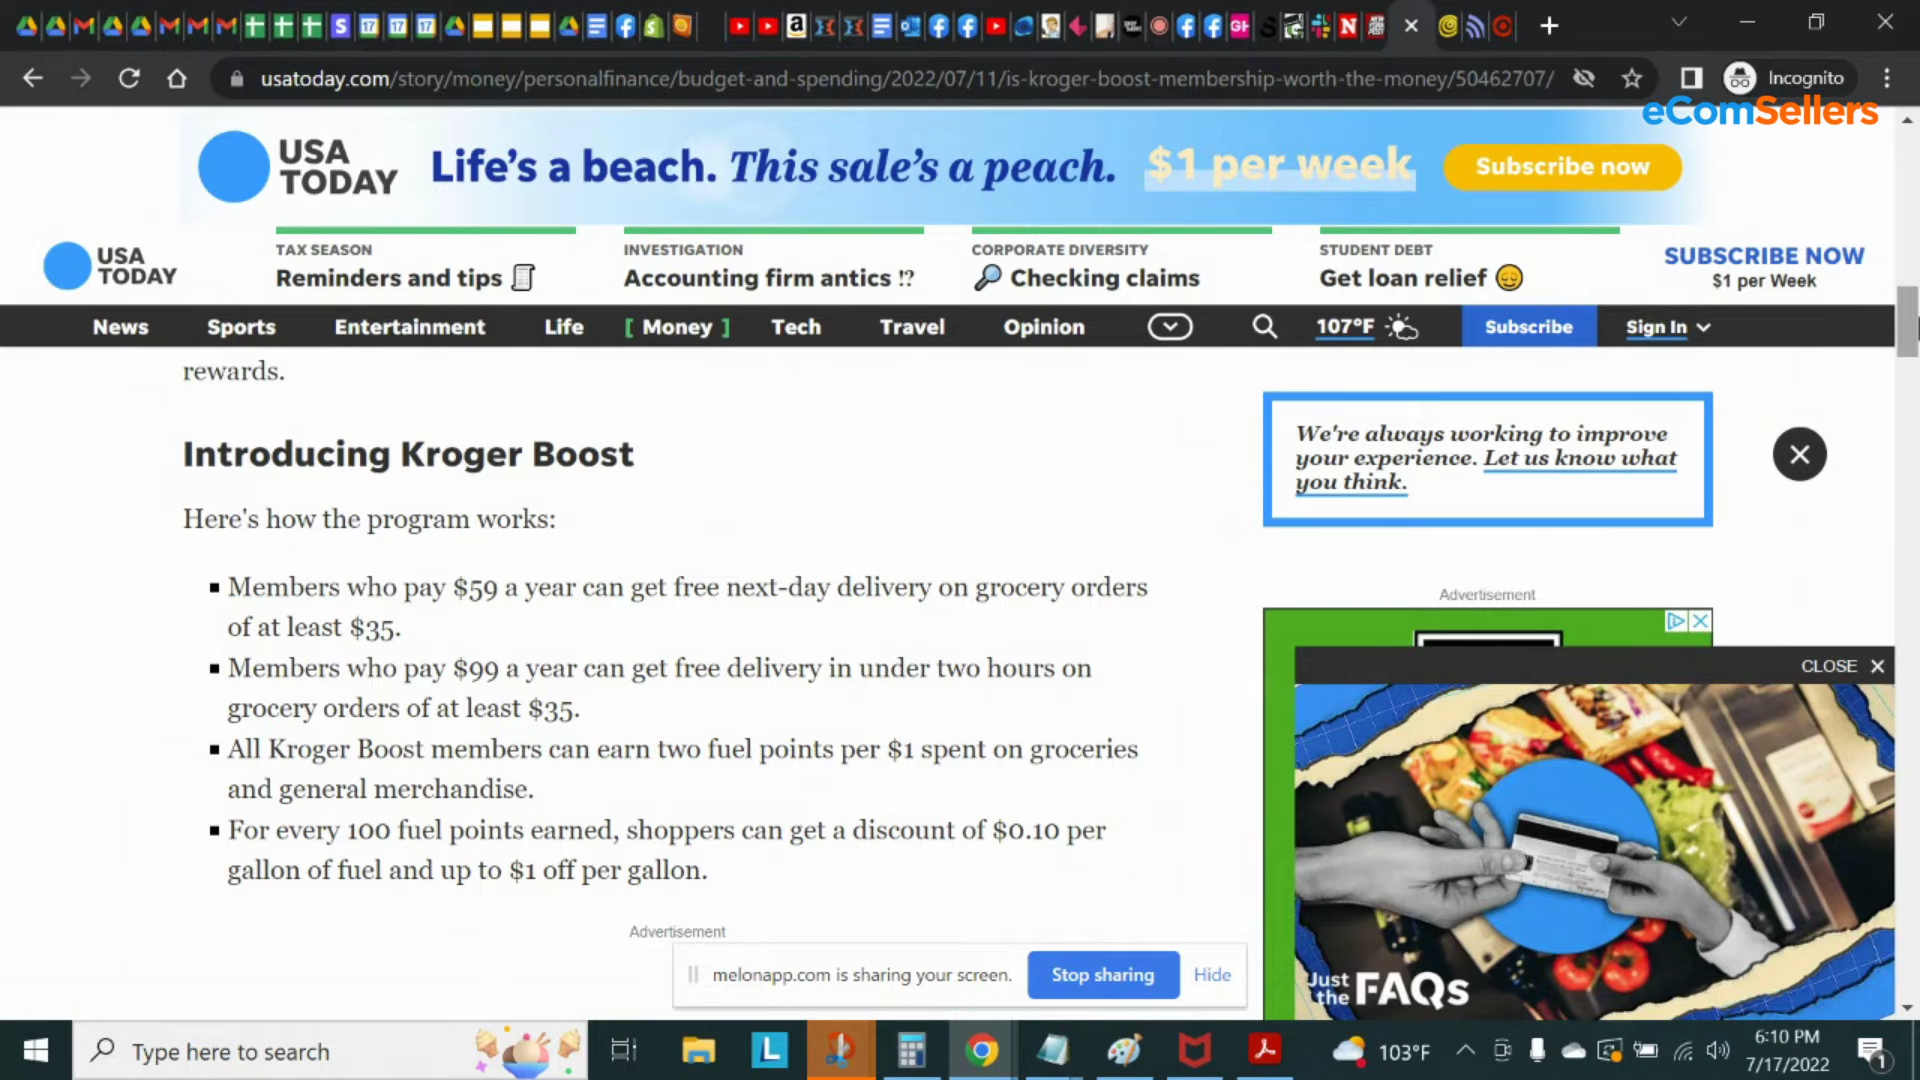 usatoday.com/story/money/personalfinance/budget-and-spending/2022/07/11/is-kroger-boost-membership-worth-the-money/50462707/
Incognito
eComSellers
USA
TODAY
Life's a beach. This sale's a peach.
$1 per week
Subscribe now
USA
TODAY
TAX SEASON
Reminders and tips
INVESTIGATION
Accounting firm antics ⁉
CORPORATE DIVERSITY
Checking claims
STUDENT DEBT
Get loan relief
SUBSCRIBE NOW
$1 per Week
News
Sports
Entertainment
Life
[ Money ]
Tech
Travel
Opinion
107°F
Subscribe
Sign In
rewards.
Introducing Kroger Boost
Here's how the program works:
Members who pay $59 a year can get free next-day delivery on grocery orders
of at least $35.
Members who pay $99 a year can get free delivery in under two hours on
grocery orders of at least $35.
All Kroger Boost members can earn two fuel points per $1 spent on groceries
and general merchandise.
For every 100 fuel points earned, shoppers can get a discount of $0.10 per
gallon of fuel and up to $1 off per gallon.
We're always working to improve
your experience. Let us know what
you think.
Advertisement
CLOSE
Just
the FAQs
Advertisement
melonapp.com is sharing your screen.
Stop sharing
Hide
Type here to search
103°F
6:10 PM
7/17/2022
1